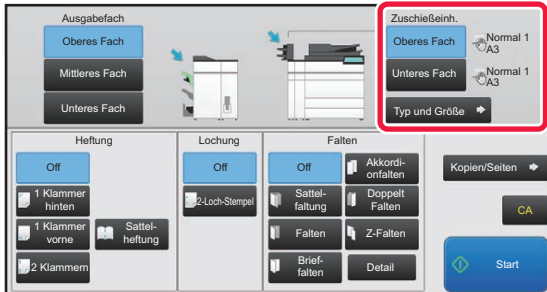 Ausgabefach
Oberes Fach
Mittleres Fach
Unteres Fach
Zuschießeinh.
Oberes Fach
Normal 1
A3
Unteres Fach
Normal 1
A3
Typ und Größe
Heftung
Off
1 Klammer
hinten
1 Klammer
vorne
Sattel-
heftung
2 Klammern
Lochung
Off
2-Loch-Stempel
Falten
Off
Akkordi-
onfalten
Sattel-
faltung
Doppelt
Falten
Falten
Z-Falten
Brief-
falten
Detail
Kopien/Seiten
CA
Start